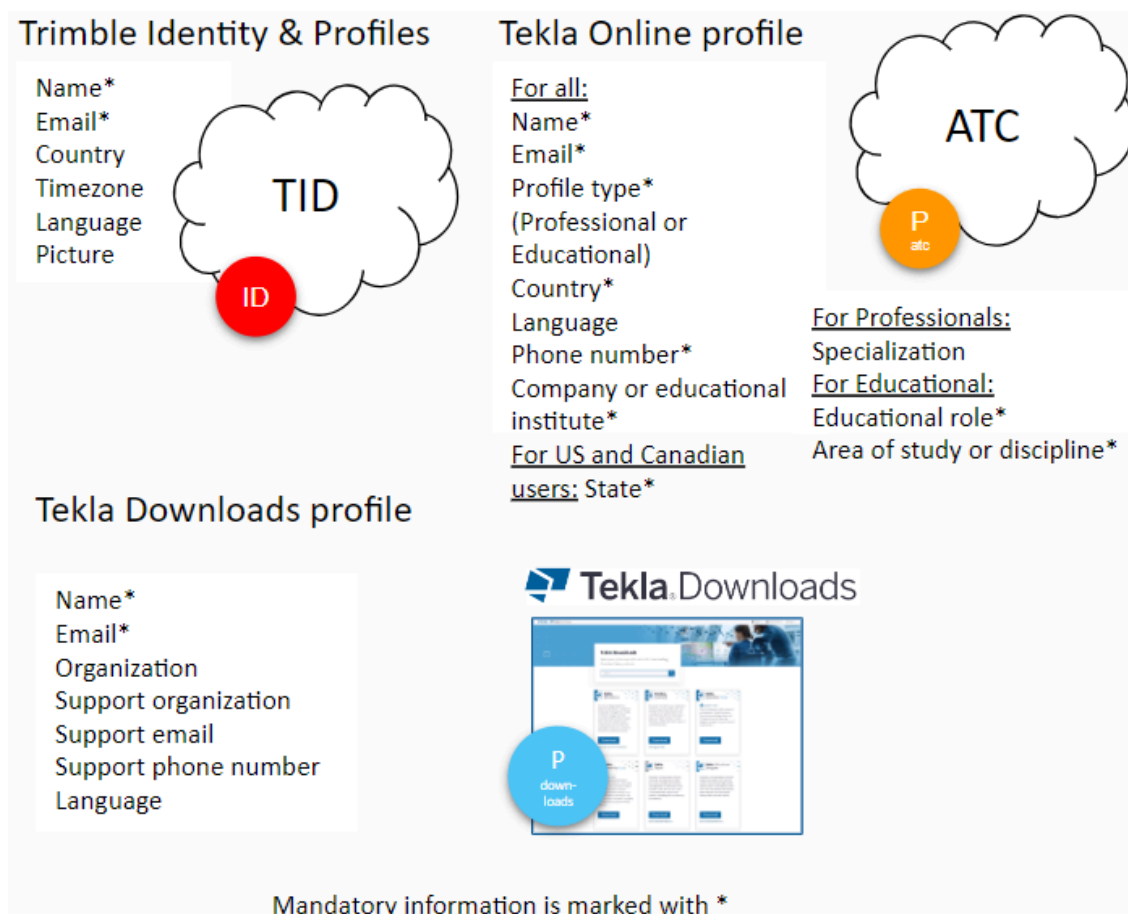 Trimble Identity & Profiles
Name*
Email*
Country
Timezone
Language
Picture
TID
ID
Tekla Online profile
For all:
Name*
Email*
Profile type*
(Professional or
Educational)
Country*
Language
Phone number*
Company or educational
institute*
For US and Canadian
users: State*
ATC
P
atc
For Professionals:
Specialization
For Educational:
Educational role*
Area of study or discipline*
Tekla Downloads profile
Name*
Email*
Organization
Support organization
Support email
Support phone number
Language
Tekla® Downloads
Tekla Downloads
P
down-
loads
Mandatory information is marked with *